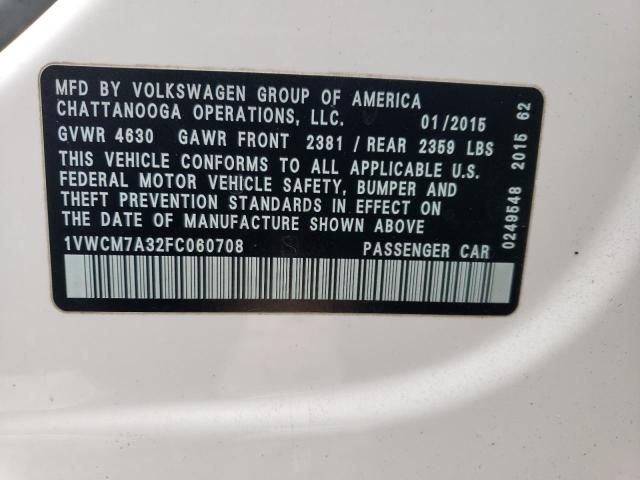 MFD BY VOLKSWAGEN GROUP OF AMERICA
CHATTANOOGA OPERATIONS, LLC. 01/2015
GVWR 4630 GAWR FRONT 2381 / REAR 2359 LBS
THIS VEHICLE CONFORMS TO ALL APPLICABLE U.S.
FEDERAL MOTOR VEHICLE SAFETY, BUMPER AND
THEFT PREVENTION STANDARDS IN EFFECT ON
THE DATE OF MANUFACTURE SHOWN ABOVE
1VWCM7A32FC060708 PASSENGER CAR
0249548 2015 62